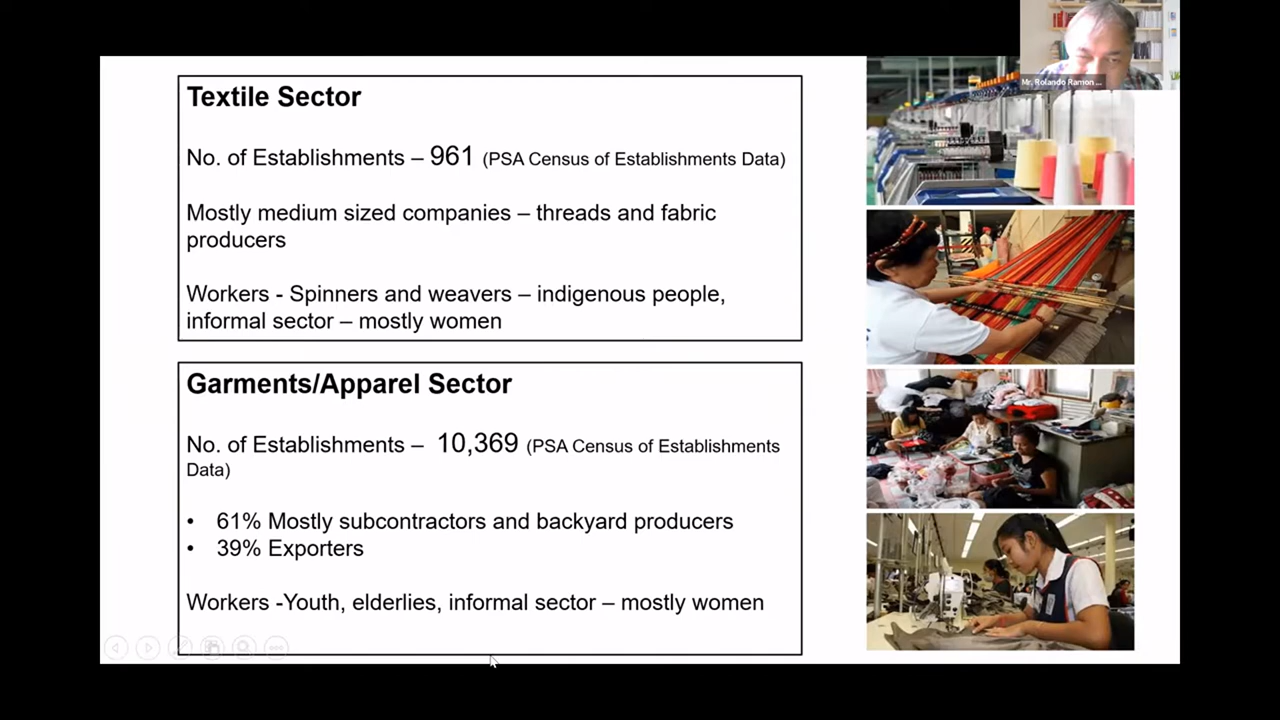 Textile Sector
No. of Establishments – 961 (PSA Census of Establishments Data)
Mostly medium sized companies – threads and fabric
producers
Workers - Spinners and weavers – indigenous people,
informal sector – mostly women
Garments/Apparel Sector
No. of Establishments – 10,369 (PSA Census of Establishments
Data)
• 61% Mostly subcontractors and backyard producers
• 39% Exporters
Workers -Youth, elderlies, informal sector – mostly women
Mr. Rolando Ramon ...